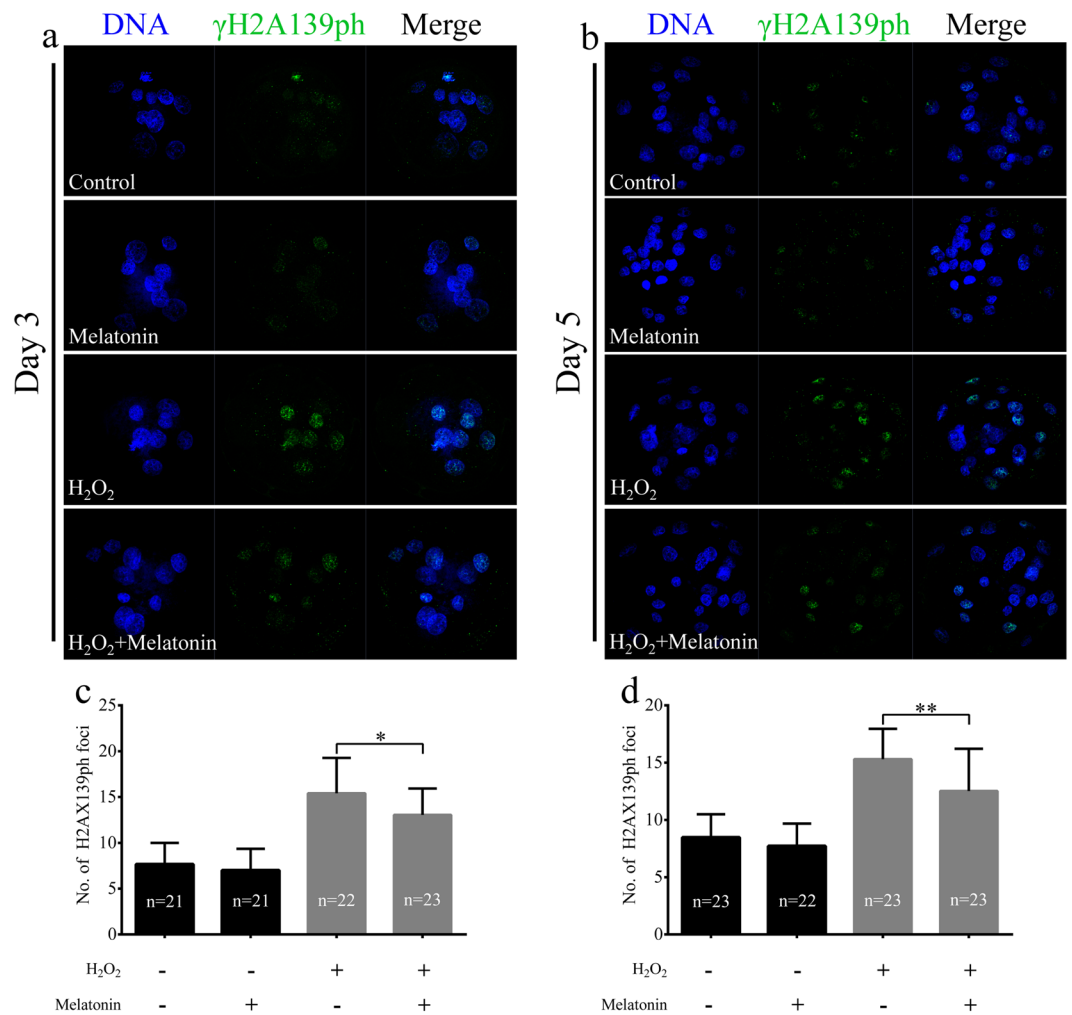 a
DNA γH2A139ph Merge
Day 3
Control
Melatonin
H₂O₂
H₂O₂+Melatonin
b
DNA γH2A139ph Merge
Day 5
Control
Melatonin
H₂O₂
H₂O₂+Melatonin
c
No. of H2AX139ph foci
25
20
15
10
5
0
*
n=21 n=21 n=22 n=23
H₂O₂ - - + +
Melatonin - + - +
d
No. of H2AX139ph foci
20
15
10
5
0
**
n=23 n=22 n=23 n=23
H₂O₂ - - + +
Melatonin - + - +